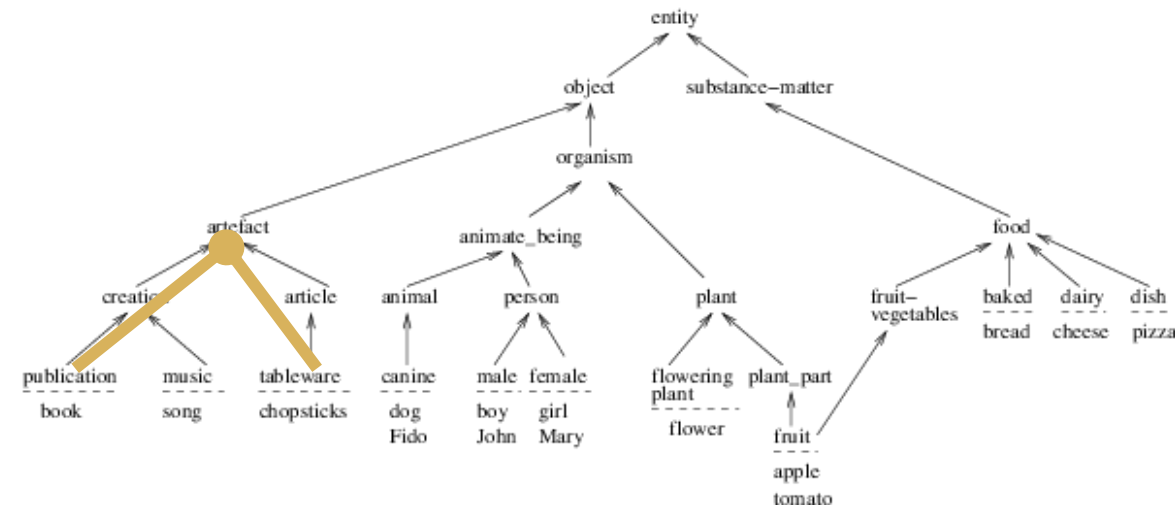 entity
object substance-matter
organism
artefact animate_being food
creation article animal person plant fruit- baked dairy dish
vegetables bread cheese pizza
publication music tableware canine male female flowering plant_part
plant
book song chopsticks dog boy girl flower
Fido John Mary fruit
apple
tomato